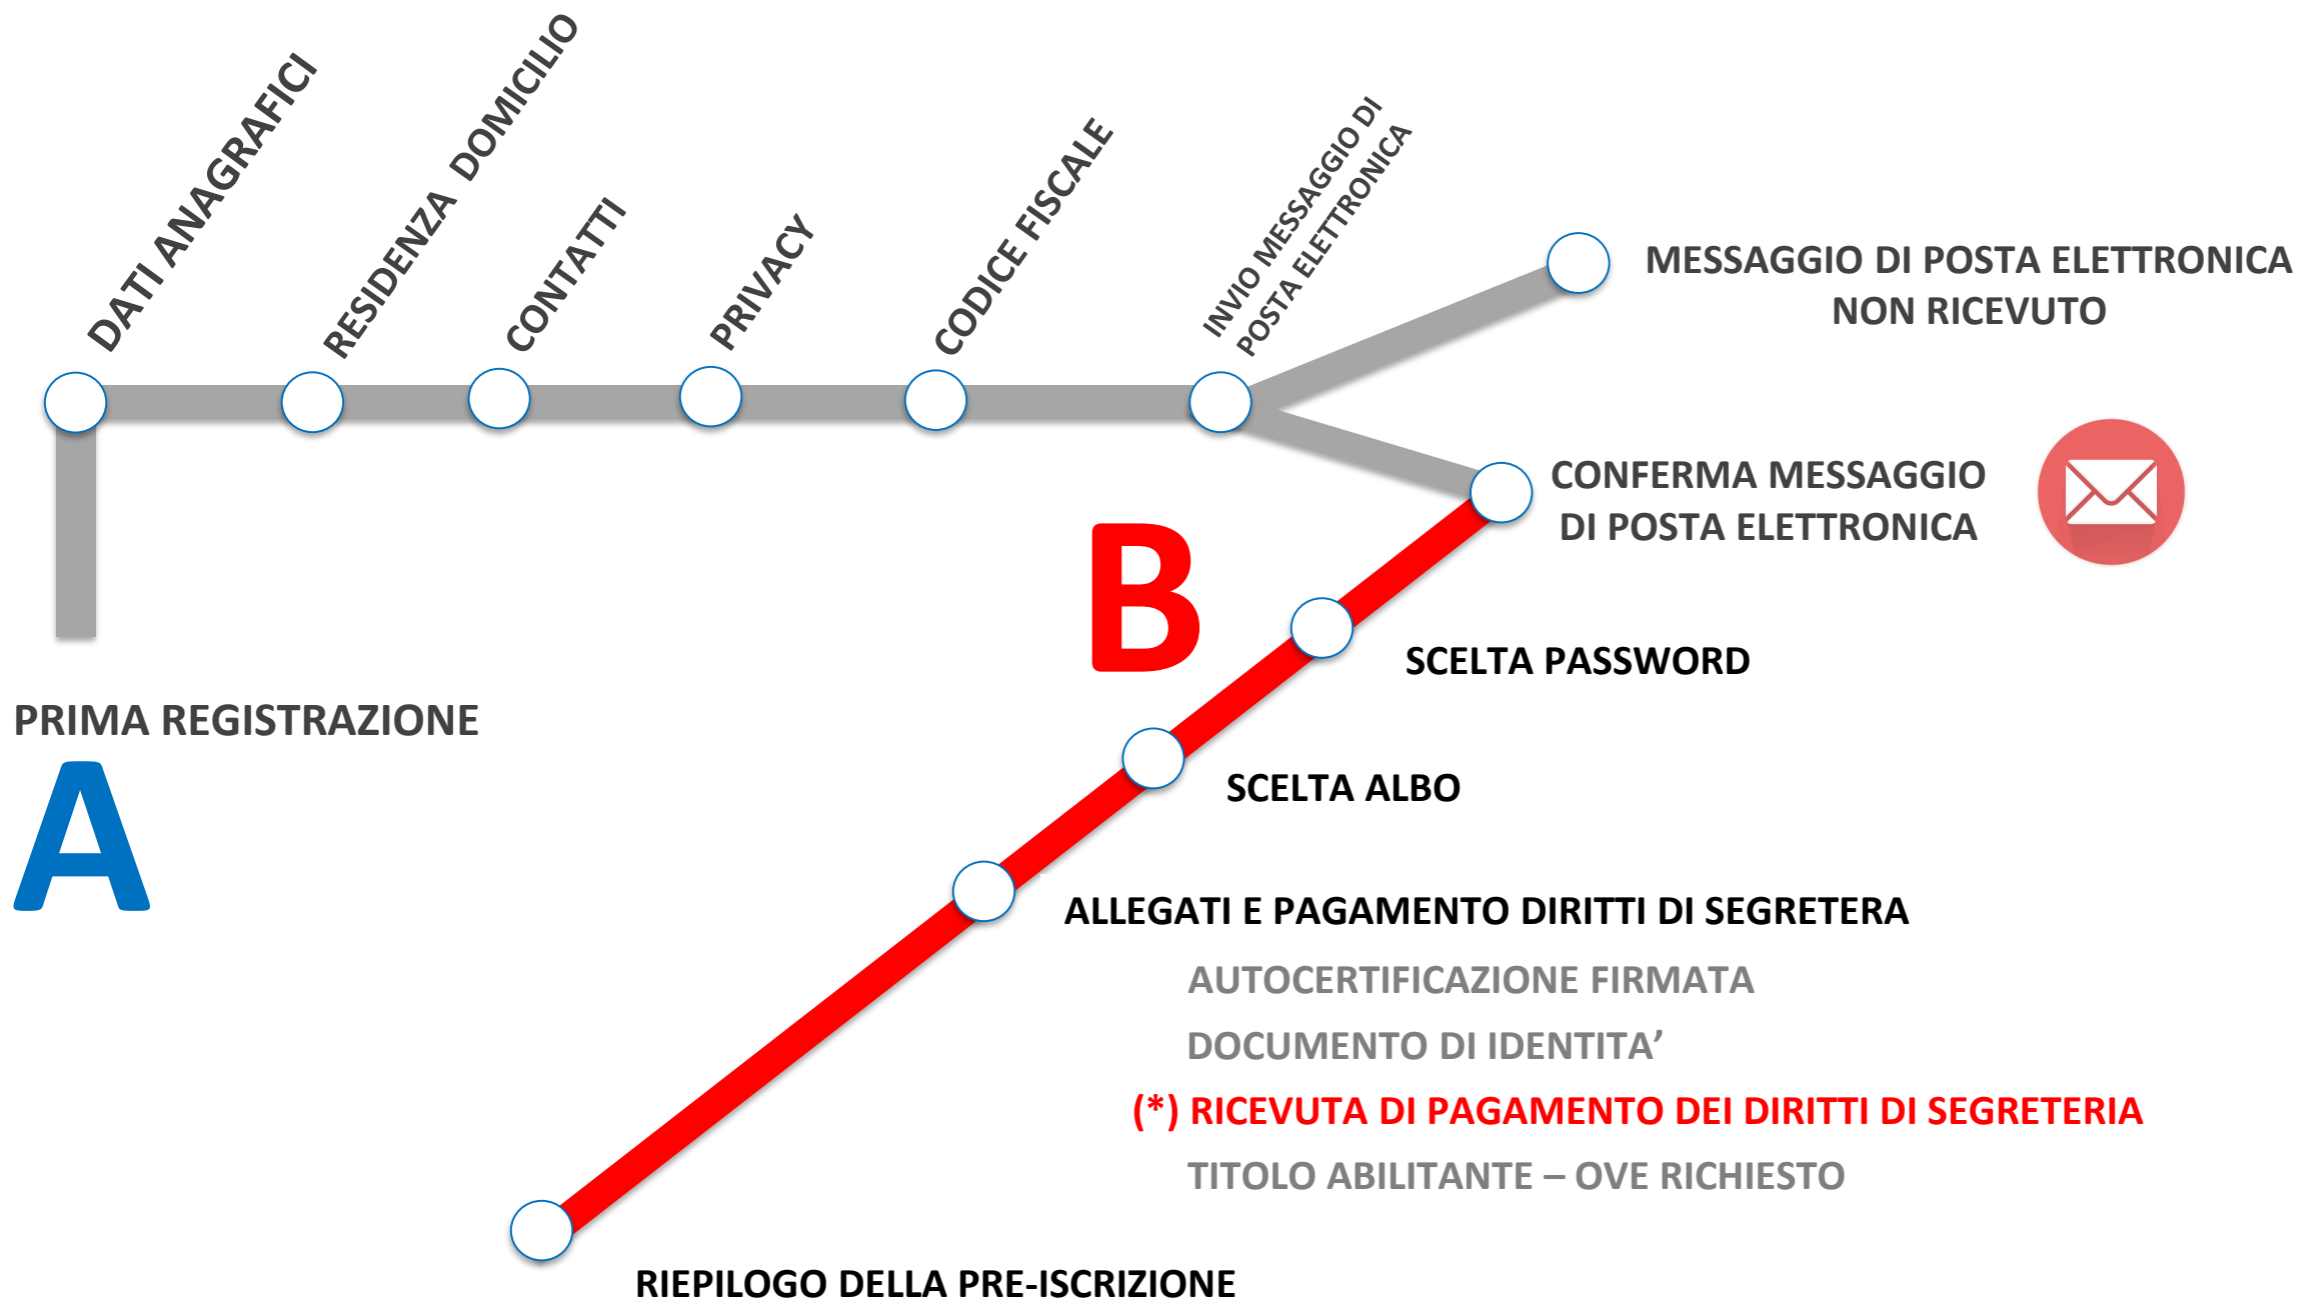 DATI ANAGRAFICI
RESIDENZA DOMICILIO
CONTATTI
PRIVACY
CODICE FISCALE
INVIO MESSAGGIO DI
POSTA ELETTRONICA
MESSAGGIO DI POSTA ELETTRONICA
NON RICEVUTO
CONFERMA MESSAGGIO
DI POSTA ELETTRONICA
B
SCELTA PASSWORD
PRIMA REGISTRAZIONE
A
SCELTA ALBO
ALLEGATI E PAGAMENTO DIRITTI DI SEGRETERA
AUTOCERTIFICAZIONE FIRMATA
DOCUMENTO DI IDENTITA’
(*) RICEVUTA DI PAGAMENTO DEI DIRITTI DI SEGRETERIA
TITOLO ABILITANTE – OVE RICHIESTO
RIEPILOGO DELLA PRE-ISCRIZIONE